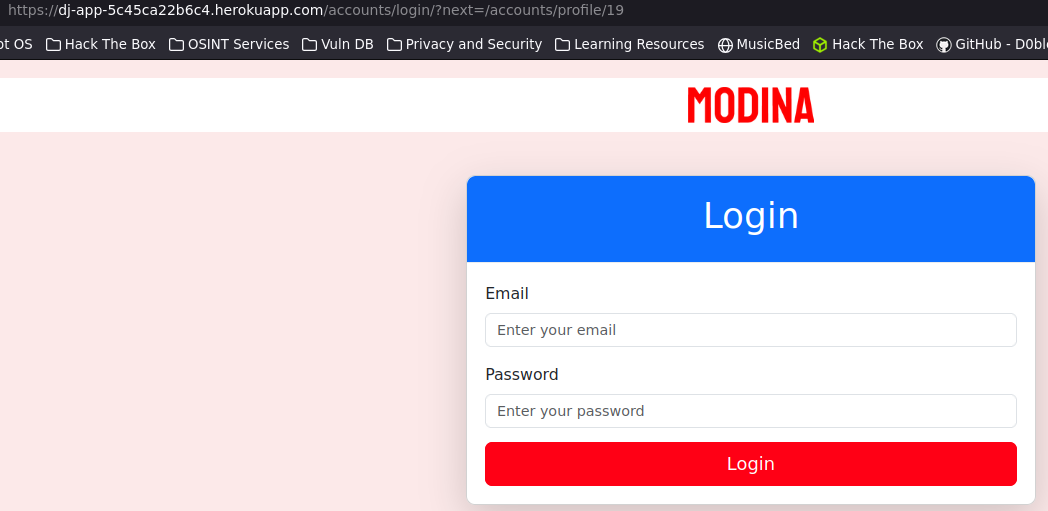 https://dj-app-5c45ca22b6c4.herokuapp.com/accounts/login/?next=/accounts/profile/19
ot OS Hack The Box OSINT Services Vuln DB Privacy and Security Learning Resources MusicBed Hack The Box GitHub - D0bl
MODINA
Login
Email
Enter your email
Password
Enter your password
Login